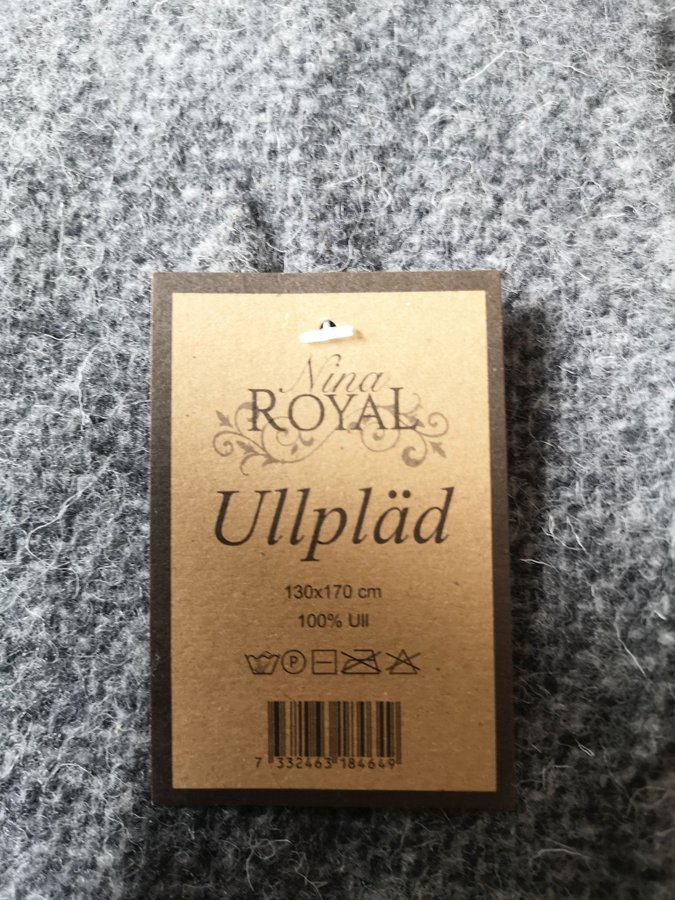 Nina
ROYAL
Ullpläd
130x170 cm
100% Ull
P
7 332463 184649